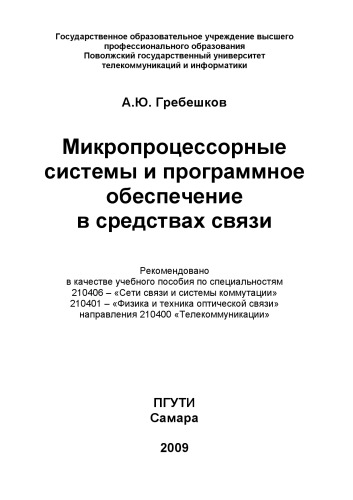 Государственное образовательное учреждение высшего
профессионального образования
Поволжский государственный университет
телекоммуникаций и информатики
А.Ю. Гребешков
Микропроцессорные
системы и программное
обеспечение
в средствах связи
Рекомендовано
в качестве учебного пособия по специальностям
210406 – «Сети связи и системы коммутации»
210401 – «Физика и техника оптической связи»
направления 210400 «Телекоммуникации»
ПГУТИ
Самара
2009